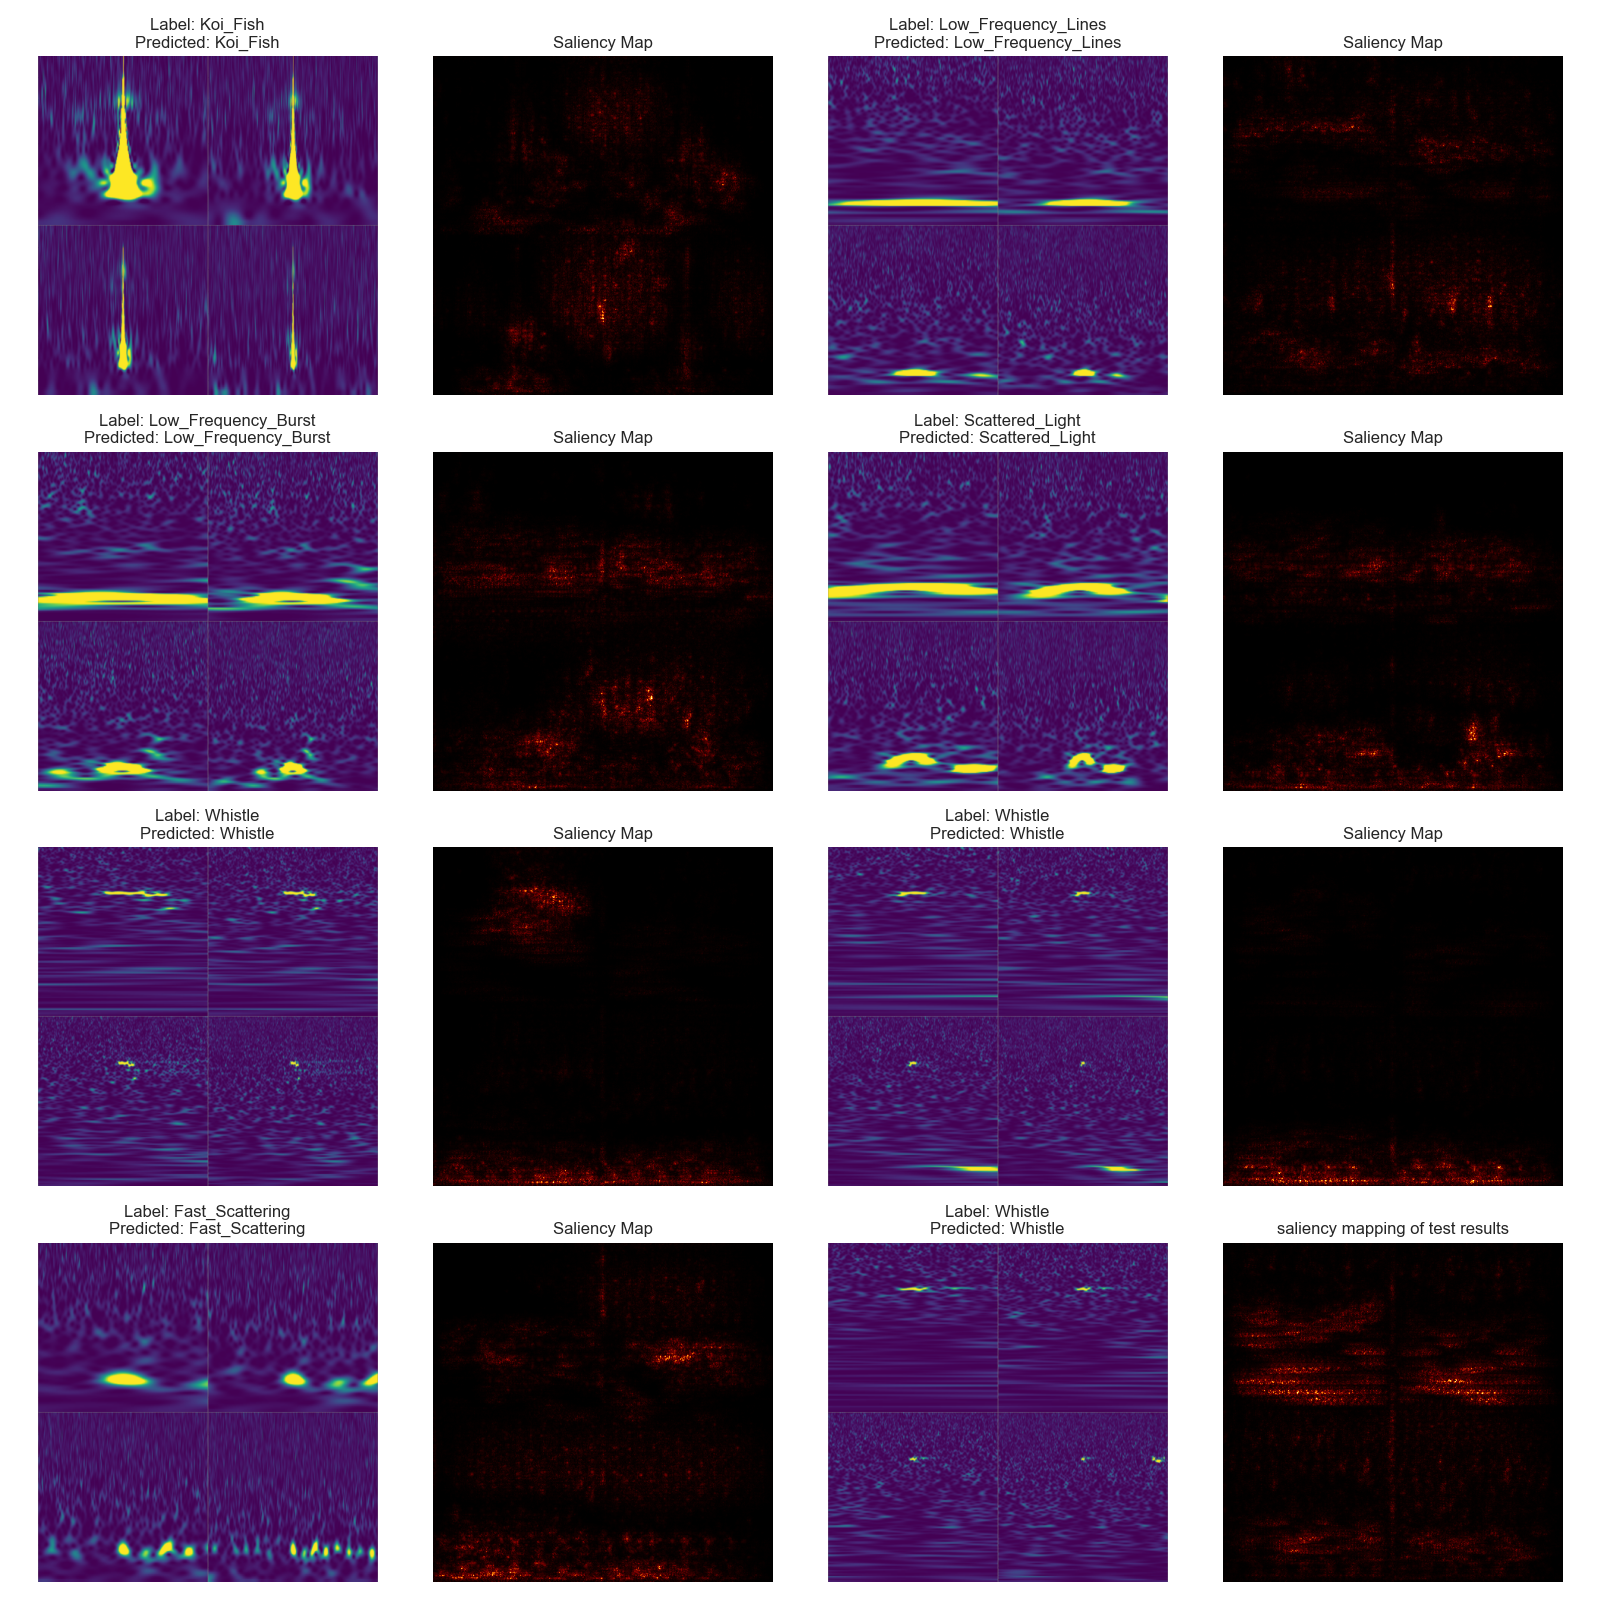 Label: Koi_Fish
Predicted: Koi_Fish
Saliency Map
Label: Low_Frequency_Lines
Predicted: Low_Frequency_Lines
Saliency Map
Label: Low_Frequency_Burst
Predicted: Low_Frequency_Burst
Saliency Map
Label: Scattered_Light
Predicted: Scattered_Light
Saliency Map
Label: Whistle
Predicted: Whistle
Saliency Map
Label: Whistle
Predicted: Whistle
Saliency Map
Label: Fast_Scattering
Predicted: Fast_Scattering
Saliency Map
Label: Whistle
Predicted: Whistle
saliency mapping of test results